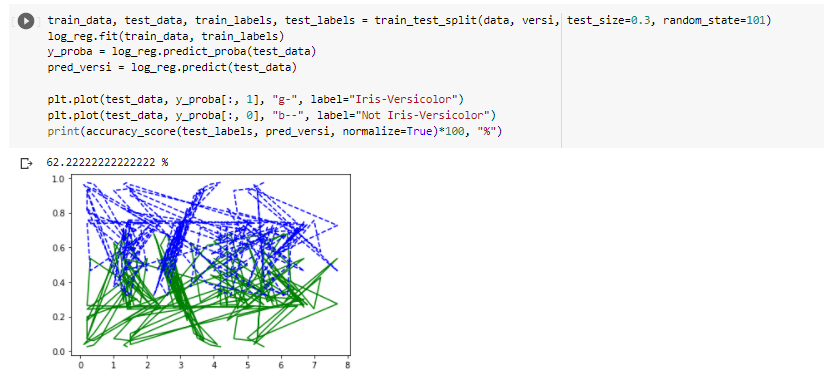 train_data, test_data, train_labels, test_labels = train_test_split(data, versi, test_size=0.3, random_state=101)
log_reg.fit(train_data, train_labels)
y_proba = log_reg.predict_proba(test_data)
pred_versi = log_reg.predict(test_data)
plt.plot(test_data, y_proba[:, 1], "g-", label="Iris-Versicolor")
plt.plot(test_data, y_proba[:, 0], "b--", label="Not Iris-Versicolor")
print(accuracy_score(test_labels, pred_versi, normalize=True)*100, "%")
62.22222222222222 %
1.0
0.8
0.6
0.4
0.2
0.0
0 1 2 3 4 5 6 7 8